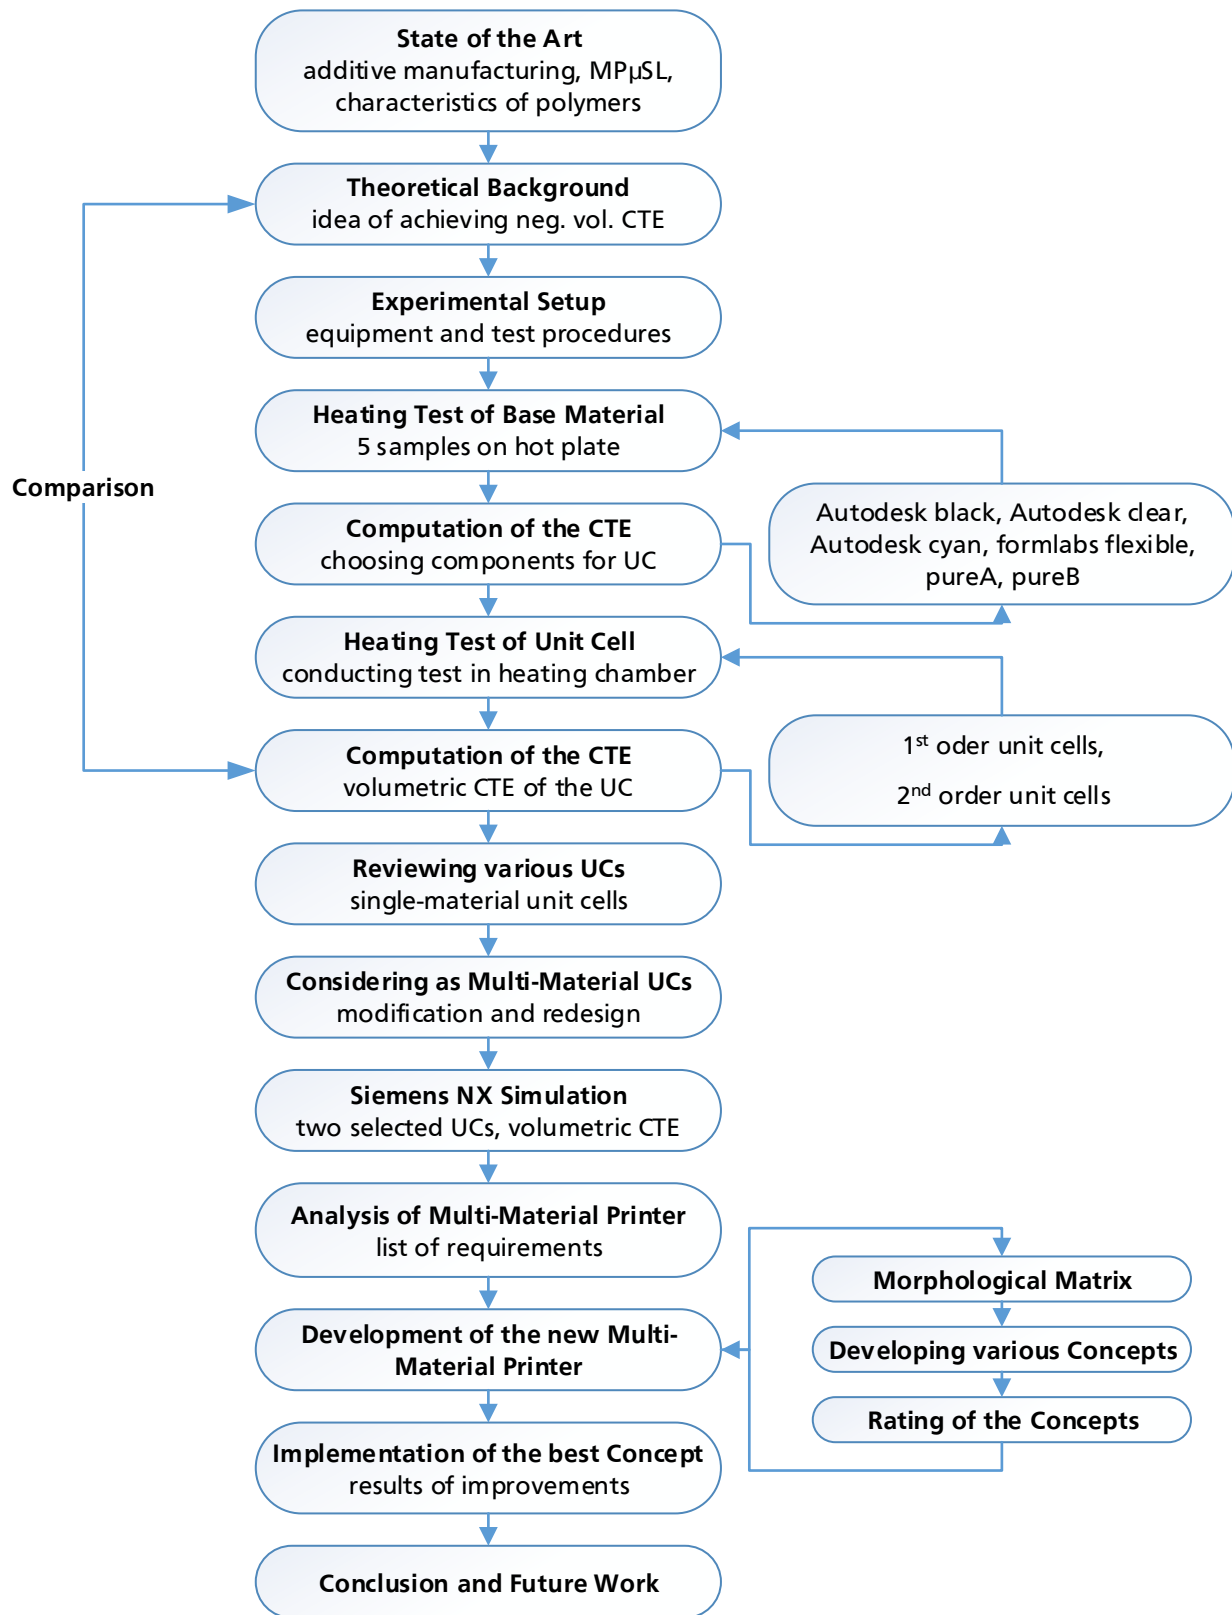 State of the Art
additive manufacturing, MPµSL,
characteristics of polymers
Theoretical Background
idea of achieving neg. vol. CTE
Experimental Setup
equipment and test procedures
Heating Test of Base Material
5 samples on hot plate
Comparison
Computation of the CTE
choosing components for UC
Autodesk black, Autodesk clear,
Autodesk cyan, formlabs flexible,
pureA, pureB
Heating Test of Unit Cell
conducting test in heating chamber
Computation of the CTE
volumetric CTE of the UC
1st oder unit cells,
2nd order unit cells
Reviewing various UCs
single-material unit cells
Considering as Multi-Material UCs
modification and redesign
Siemens NX Simulation
two selected UCs, volumetric CTE
Analysis of Multi-Material Printer
list of requirements
Development of the new Multi-
Material Printer
Morphological Matrix
Developing various Concepts
Rating of the Concepts
Implementation of the best Concept
results of improvements
Conclusion and Future Work